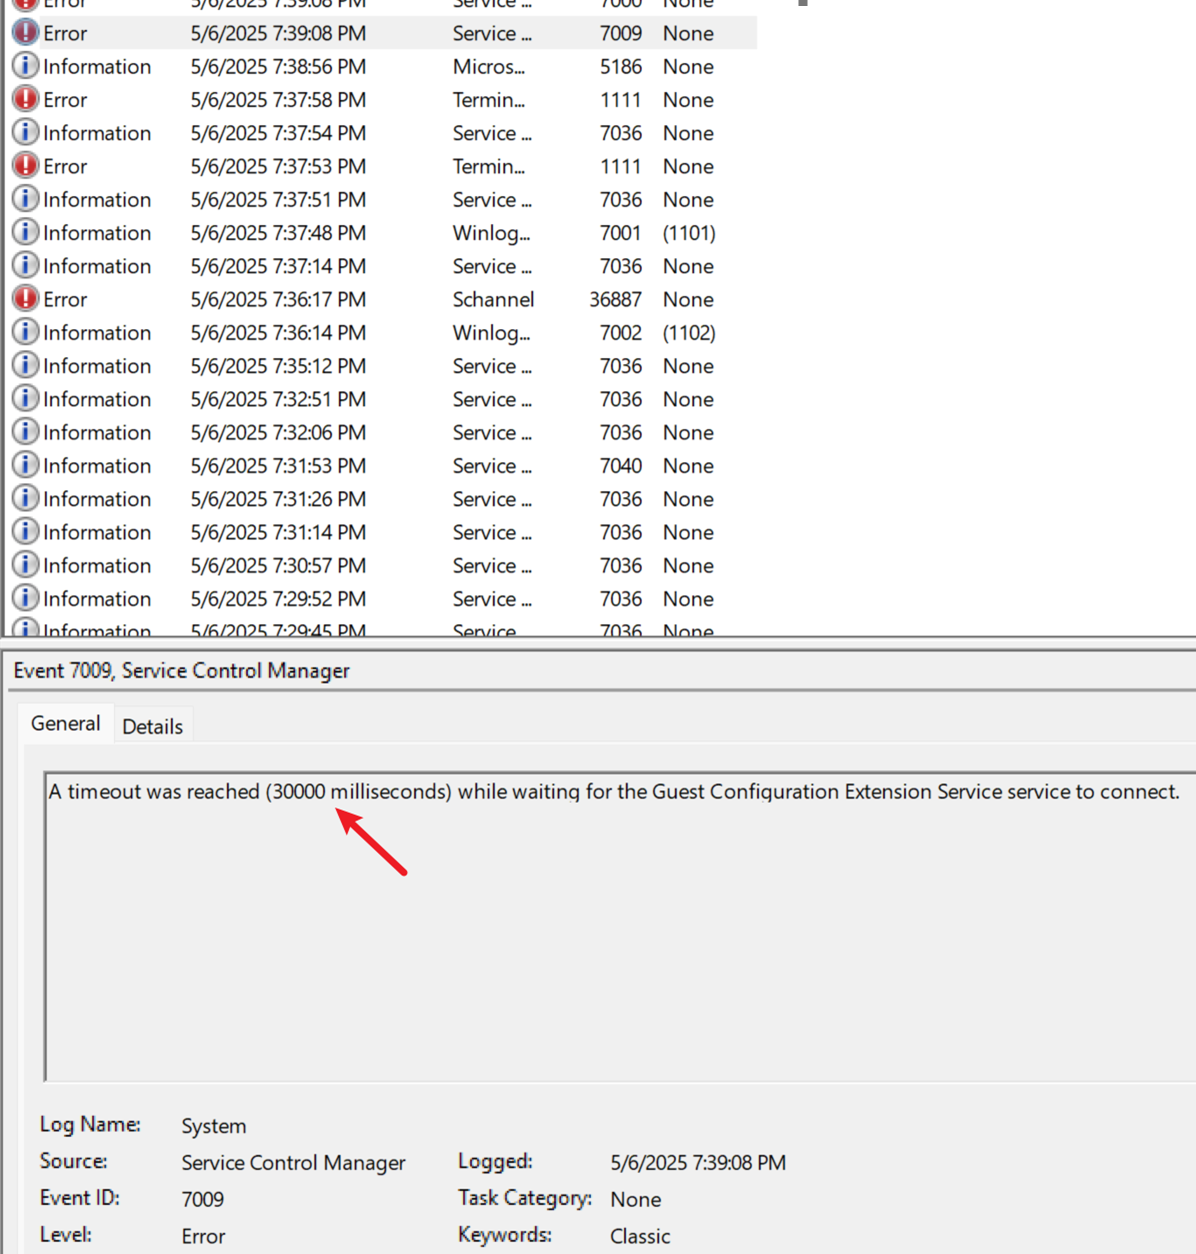 Error 5/6/2025 7:39:08 PM Service ... 7000 None
Error 5/6/2025 7:39:08 PM Service ... 7009 None
Information 5/6/2025 7:38:56 PM Micros... 5186 None
Error 5/6/2025 7:37:58 PM Termin... 1111 None
Information 5/6/2025 7:37:54 PM Service ... 7036 None
Error 5/6/2025 7:37:53 PM Termin... 1111 None
Information 5/6/2025 7:37:51 PM Service ... 7036 None
Information 5/6/2025 7:37:48 PM Winlog... 7001 (1101)
Information 5/6/2025 7:37:14 PM Service ... 7036 None
Error 5/6/2025 7:36:17 PM Schannel 36887 None
Information 5/6/2025 7:36:14 PM Winlog... 7002 (1102)
Information 5/6/2025 7:35:12 PM Service ... 7036 None
Information 5/6/2025 7:32:51 PM Service ... 7036 None
Information 5/6/2025 7:32:06 PM Service ... 7036 None
Information 5/6/2025 7:31:53 PM Service ... 7040 None
Information 5/6/2025 7:31:26 PM Service ... 7036 None
Information 5/6/2025 7:31:14 PM Service ... 7036 None
Information 5/6/2025 7:30:57 PM Service ... 7036 None
Information 5/6/2025 7:29:52 PM Service ... 7036 None
Information 5/6/2025 7:29:45 PM Service 7036 None
Event 7009, Service Control Manager
General Details
A timeout was reached (30000 milliseconds) while waiting for the Guest Configuration Extension Service service to connect.
Log Name: System
Source: Service Control Manager Logged: 5/6/2025 7:39:08 PM
Event ID: 7009 Task Category: None
Level: Error Keywords: Classic